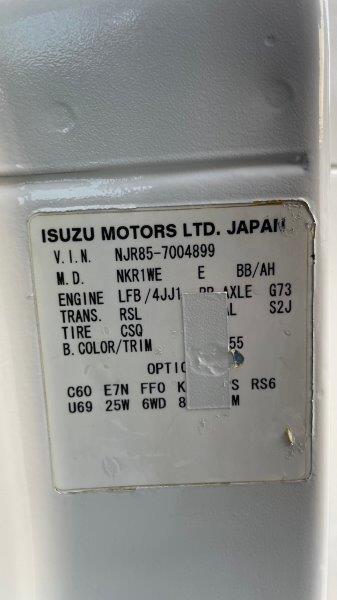 ISUZU MOTORS LTD. JAPAN
V.I.N. NJR85-7004899
M.D. NKR1WE E BB/AH
ENGINE LFB/4JJ1 AXLE G73
TRANS. RSL S2J
TIRE CSQ
B.COLOR/TRIM 55
C60 E7N FFO RS6
U69 25W 6WD